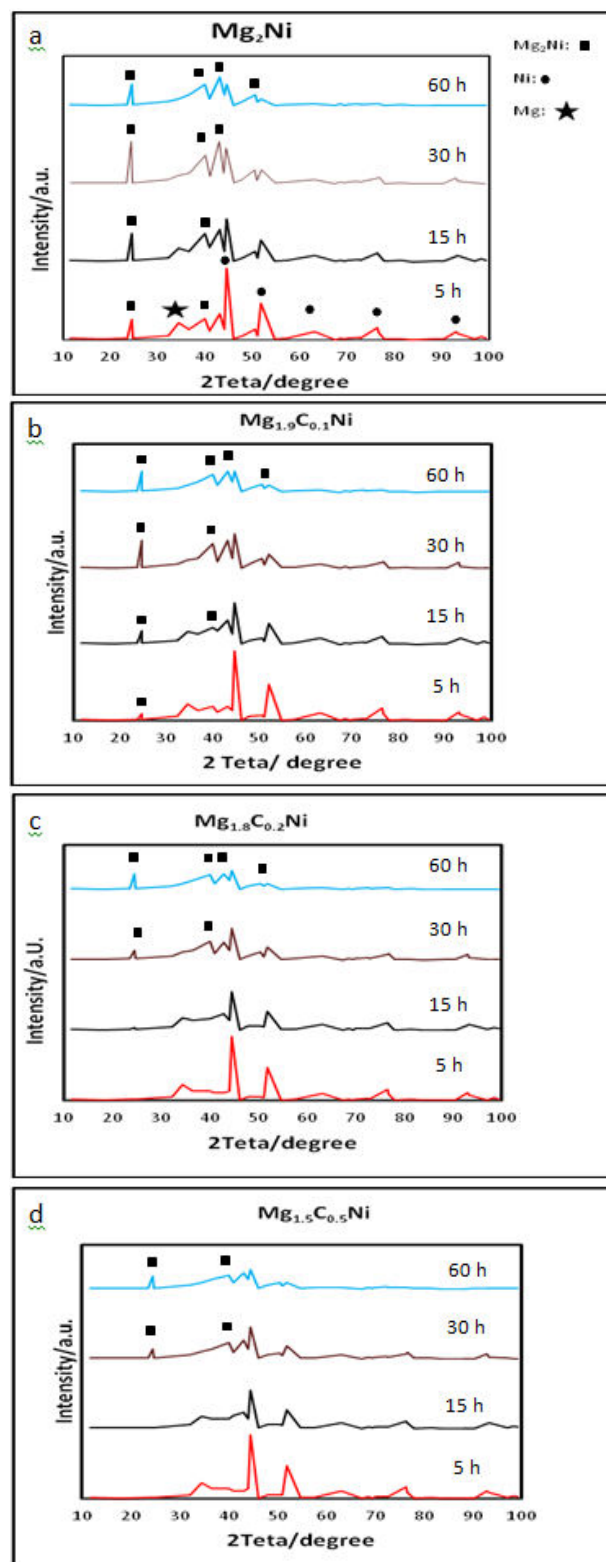 a
Mg₂Ni
Mg₂Ni: ■
Ni: ●
Mg: ★
60 h
30 h
15 h
5 h
Intensity/a.u.
10 20 30 40 50 60 70 80 90 100
2Teta/degree
b
Mg₁.₉C₀.₁Ni
60 h
30 h
15 h
5 h
Intensity/a.u.
10 20 30 40 50 60 70 80 90 100
2 Teta/ degree
c
Mg₁.₈C₀.₂Ni
60 h
30 h
15 h
5 h
Intensity/a.U.
10 20 30 40 50 60 70 80 90 100
2Teta/degree
d
Mg₁.₅C₀.₅Ni
60 h
30 h
15 h
5 h
Intensity/a.u.
10 20 30 40 50 60 70 80 90 100
2Teta/degree